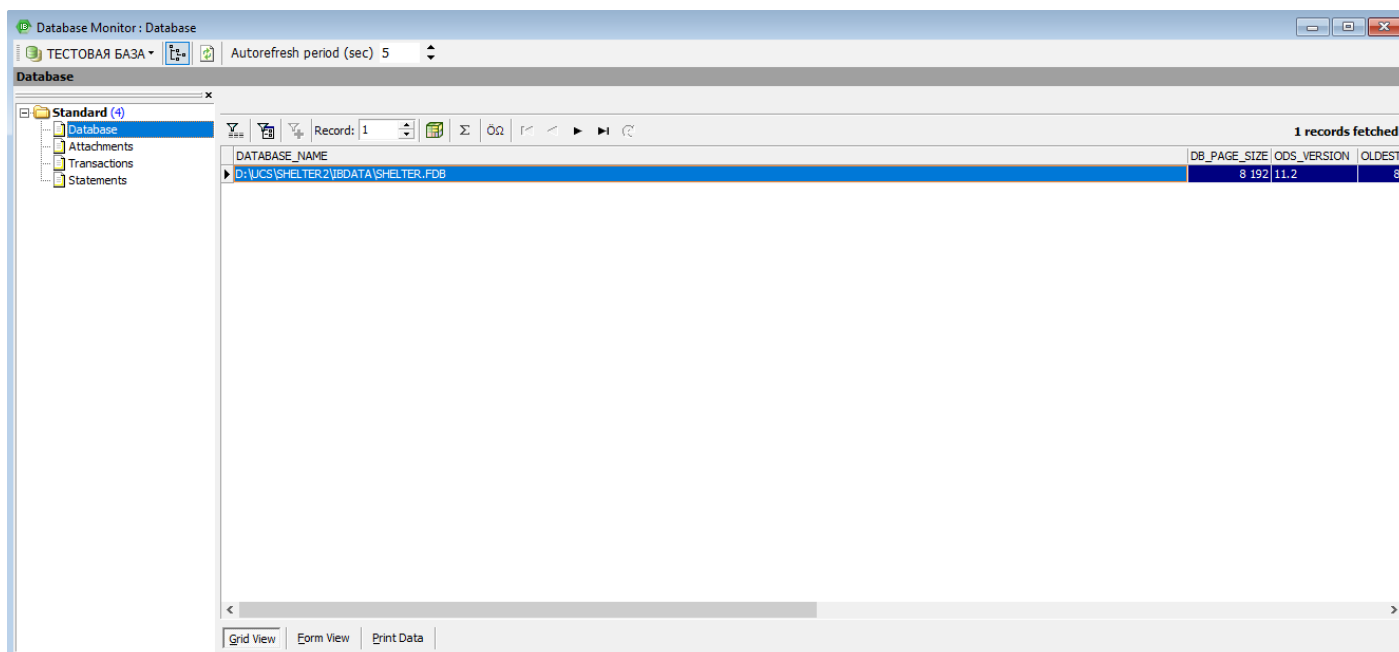 Database Monitor : Database
ТЕСТОВАЯ БАЗА Autorefresh period (sec) 5
Database
Standard (4)
Database
Attachments
Transactions
Statements
Record: 1 Σ ÖΩ 1 records fetched
DATABASE_NAME DB_PAGE_SIZE ODS_VERSION OLDEST
D:\UCS\SHELTER2\IBDATA\SHELTER.FDB 8 192 11.2 8
Grid View Form View Print Data